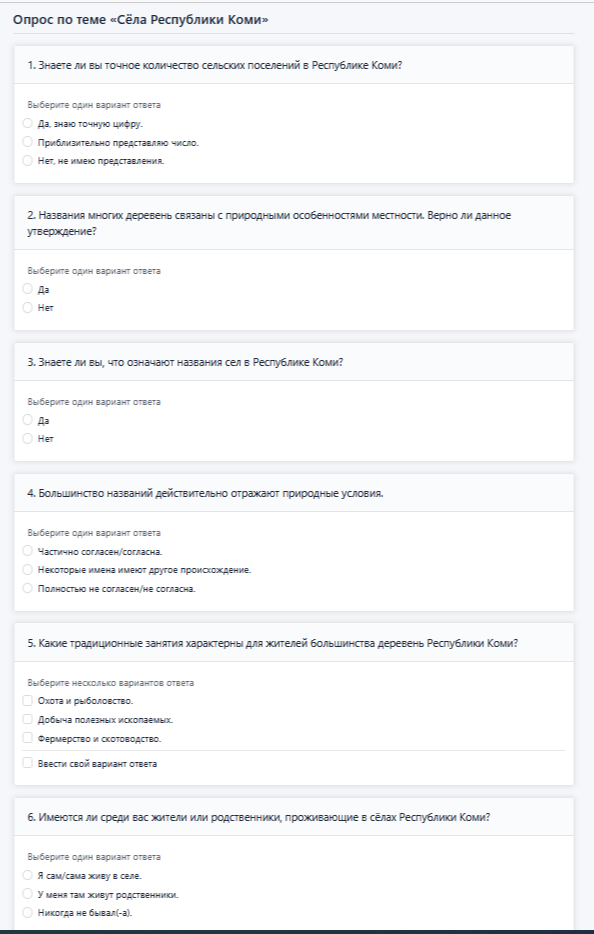 Опрос по теме «Сёла Республики Коми»
1. Знаете ли вы точное количество сельских поселений в Республике Коми?
Выберите один вариант ответа
Да, знаю точную цифру.
Приблизительно представляю число.
Нет, не имею представления.
2. Названия многих деревень связаны с природными особенностями местности. Верно ли данное
утверждение?
Выберите один вариант ответа
Да
Нет
3. Знаете ли вы, что означают названия сел в Республике Коми?
Выберите один вариант ответа
Да
Нет
4. Большинство названий действительно отражают природные условия.
Выберите один вариант ответа
Частично согласен/согласна.
Некоторые имена имеют другое происхождение.
Полностью не согласен/не согласна.
5. Какие традиционные занятия характерны для жителей большинства деревень Республики Коми?
Выберите несколько вариантов ответа
Охота и рыболовство.
Добыча полезных ископаемых.
Фермерство и скотоводство.
Ввести свой вариант ответа
6. Имеются ли среди вас жители или родственники, проживающие в сёлах Республики Коми?
Выберите один вариант ответа
Я сам/сама живу в селе.
У меня там живут родственники.
Никогда не бывал(-а).